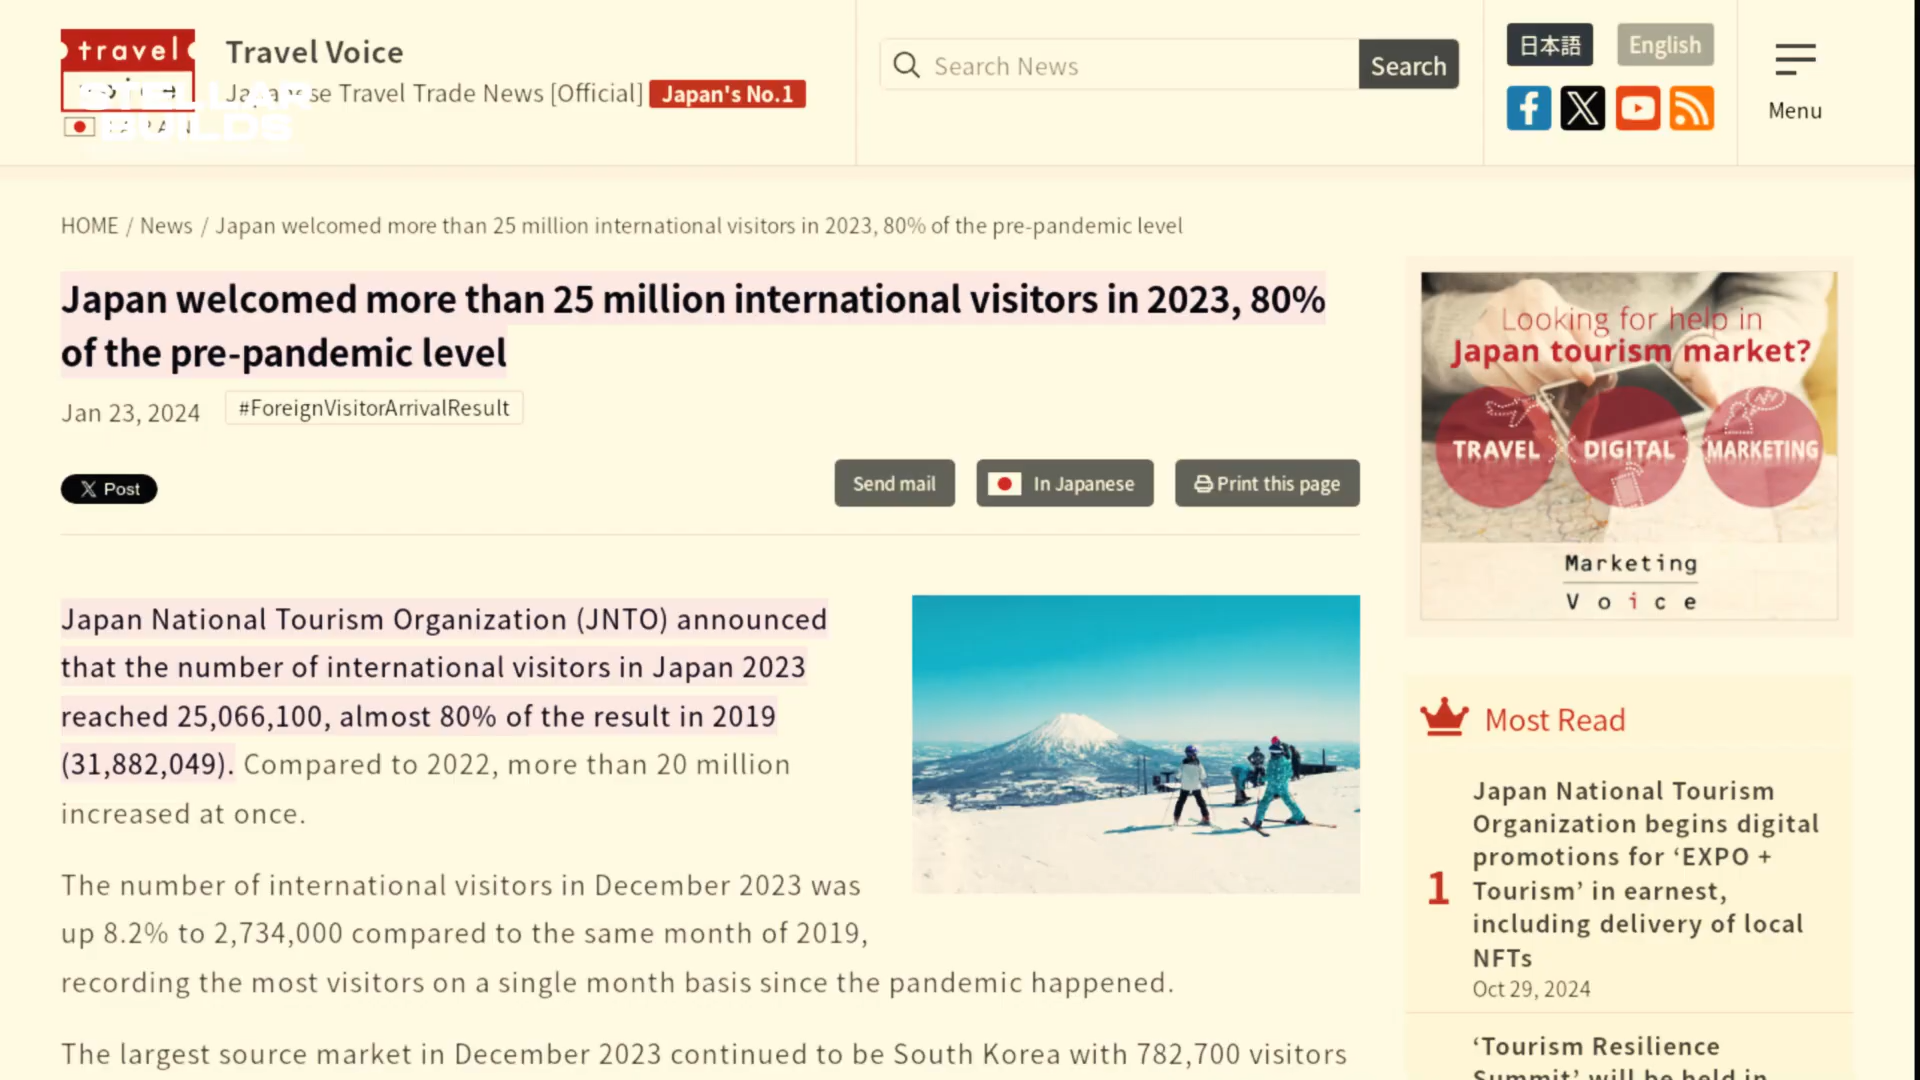 travel
STELLAR
BUILDS
Travel Voice
Japanese Travel Trade News [Official] Japan's No.1
Search News
Search
日本語
English
Menu
HOME / News / Japan welcomed more than 25 million international visitors in 2023, 80% of the pre-pandemic level
Japan welcomed more than 25 million international visitors in 2023, 80%
of the pre-pandemic level
Jan 23, 2024 #ForeignVisitorArrivalResult
X Post
Send mail
In Japanese
Print this page
Japan National Tourism Organization (JNTO) announced
that the number of international visitors in Japan 2023
reached 25,066,100, almost 80% of the result in 2019
(31,882,049). Compared to 2022, more than 20 million
increased at once.
The number of international visitors in December 2023 was
up 8.2% to 2,734,000 compared to the same month of 2019,
recording the most visitors on a single month basis since the pandemic happened.
The largest source market in December 2023 continued to be South Korea with 782,700 visitors
Looking for help in
Japan tourism market?
TRAVEL × DIGITAL × MARKETING
Marketing
Voice
Most Read
1
Japan National Tourism
Organization begins digital
promotions for ‘EXPO +
Tourism’ in earnest,
including delivery of local
NFTs
Oct 29, 2024
‘Tourism Resilience
Summit’ will be held in